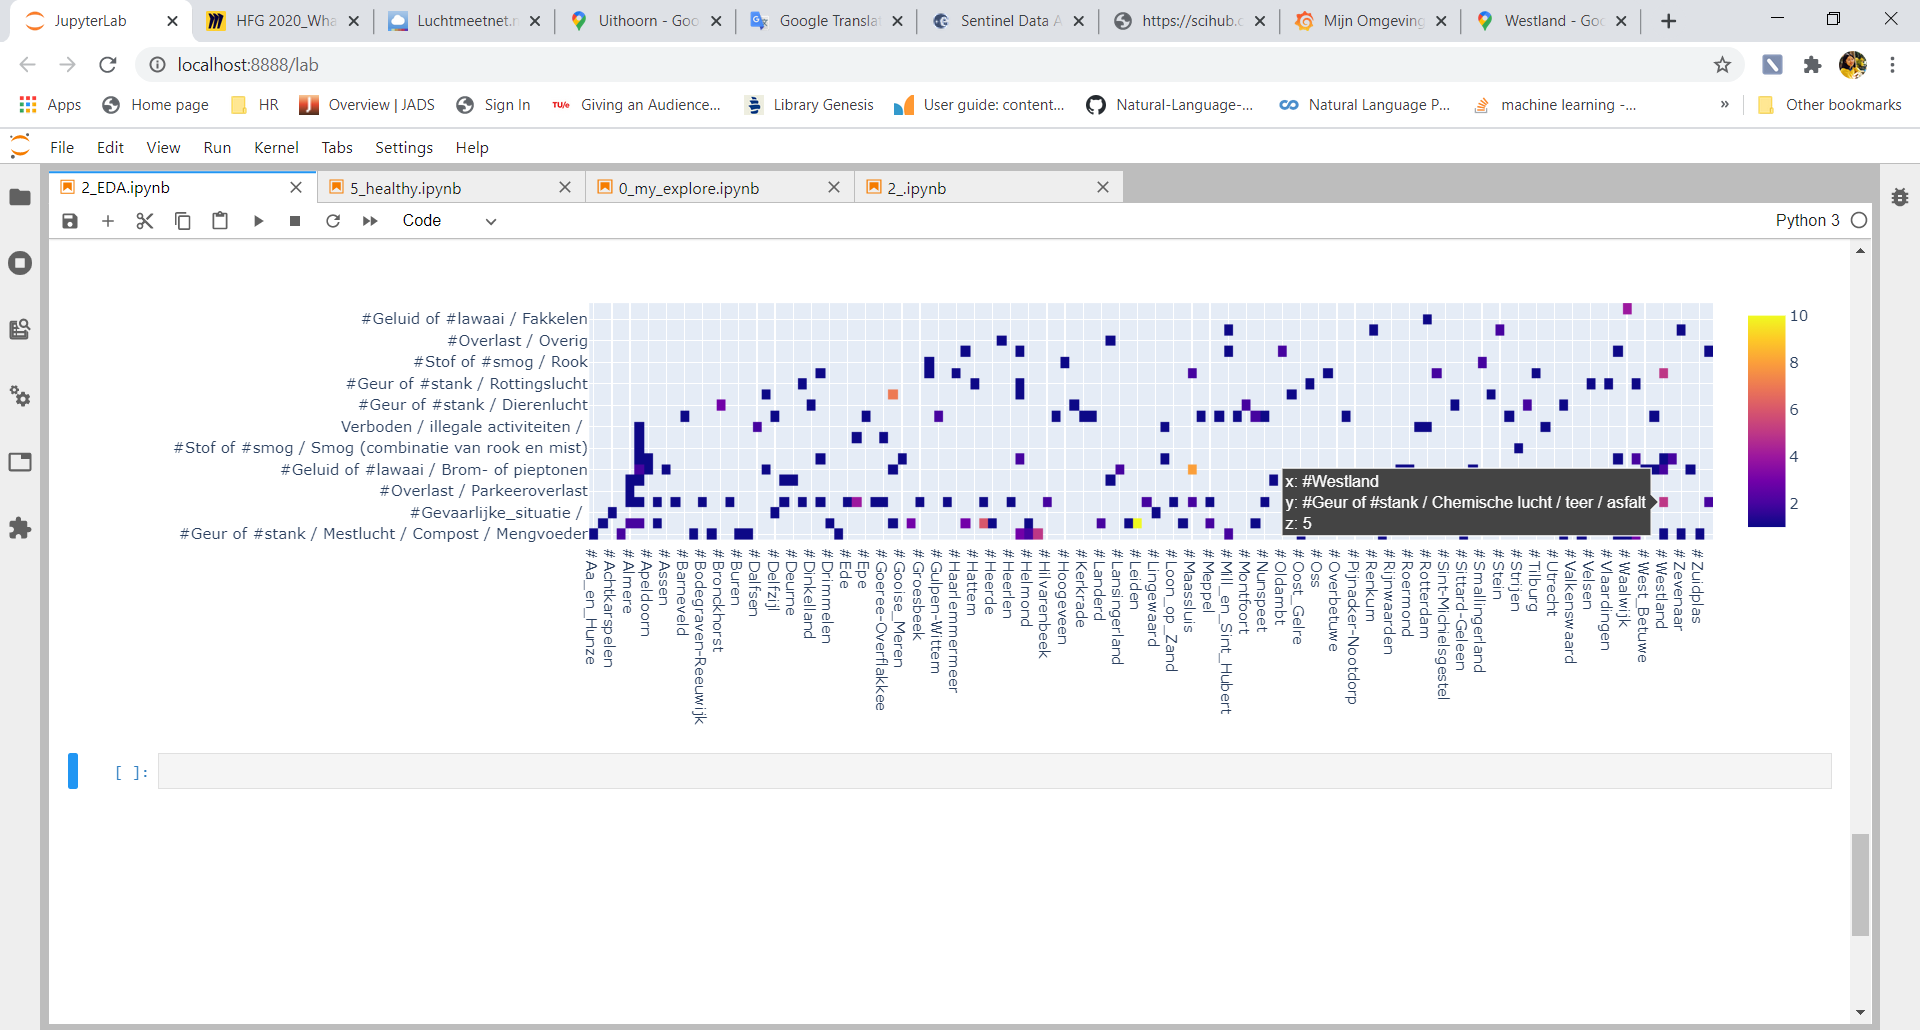 JupyterLab
HFG 2020_Wha
Luchtmeetnet.n
Uithoorn - Goo
Google Translat
Sentinel Data A
https://scihub.c
Mijn Omgeving
Westland - Goo
localhost:8888/lab
Apps
Home page
HR
Overview | JADS
Sign In
TU/e
Giving an Audience...
Library Genesis
User guide: content...
Natural-Language-...
Natural Language P...
machine learning -...
»
Other bookmarks
File
Edit
View
Run
Kernel
Tabs
Settings
Help
2_EDA.ipynb
5_healthy.ipynb
0_my_explore.ipynb
2_.ipynb
Code
Python 3
#Geluid of #lawaai / Fakkelen
#Overlast / Overig
#Stof of #smog / Rook
#Geur of #stank / Rottingslucht
#Geur of #stank / Dierenlucht
Verboden / illegale activiteiten /
#Stof of #smog / Smog (combinatie van rook en mist)
#Geluid of #lawaai / Brom- of pieptonen
#Overlast / Parkeeroverlast
#Gevaarlijke_situatie /
#Geur of #stank / Mestlucht / Compost / Mengvoeder
x: #Westland
y: #Geur of #stank / Chemische lucht / teer / asfalt
z: 5
10
8
6
4
2
#Aa_en_Hunze
#Achtkarspelen
#Almere
#Apeldoorn
#Assen
#Barneveld
#Bodegraven-Reeuwijk
#Bronckhorst
#Buren
#Dalfsen
#Delfzijl
#Deurne
#Dinkelland
#Drimmelen
#Ede
#Epe
#Goeree-Overflakkee
#Gooise_Meren
#Groesbeek
#Gulpen-Wittem
#Haarlemmermeer
#Hattem
#Heerde
#Heerlen
#Helmond
#Hilvarenbeek
#Hoogeveen
#Kerkrade
#Landerd
#Lansingerland
#Leiden
#Lingewaard
#Loon_op_Zand
#Maassluis
#Meppel
#Mill_en_Sint_Hubert
#Montfoort
#Nunspeet
#Oldambt
#Oost_Gelre
#Oss
#Overbetuwe
#Pijnacker-Nootdorp
#Renkum
#Rijnwaarden
#Roermond
#Rotterdam
#Sint-Michielsgestel
#Sittard-Geleen
#Smallingerland
#Stein
#Strijen
#Tilburg
#Utrecht
#Valkenswaard
#Velsen
#Vlaardingen
#Waalwijk
#West_Betuwe
#Westland
#Zevenaar
#Zuidplas
[ ]: